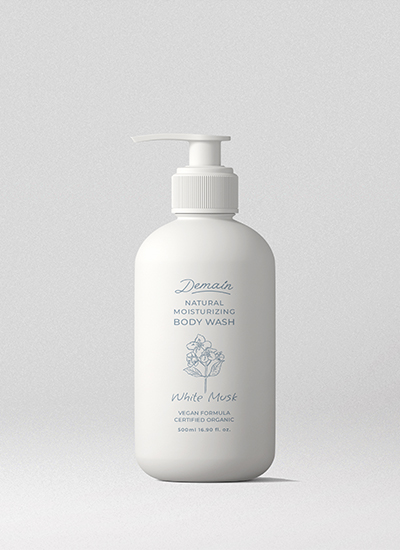 Demain
NATURAL
MOISTURIZING
BODY WASH
White Musk
VEGAN FORMULA
CERTIFIED ORGANIC
500ml 16.90 fl. oz.